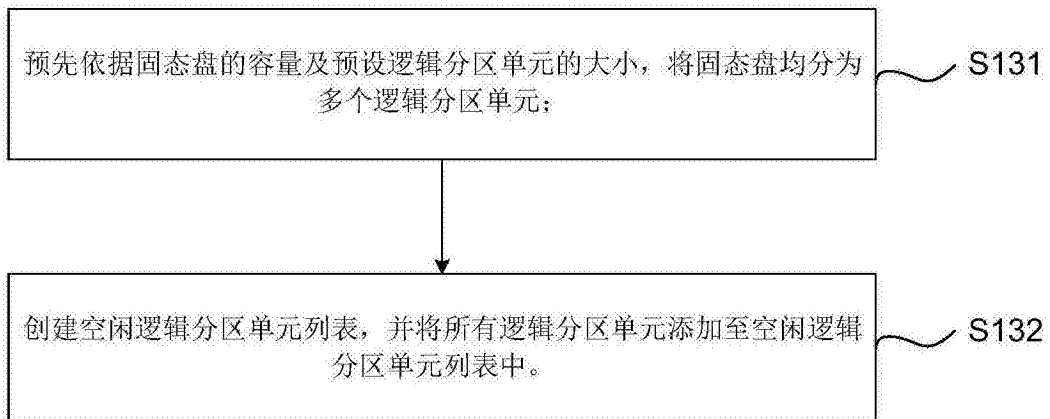 预先依据固态盘的容量及预设逻辑分区单元的大小，将固态盘均分为
多个逻辑分区单元；
S131
创建空闲逻辑分区单元列表，并将所有逻辑分区单元添加至空闲逻辑
分区单元列表中。
S132